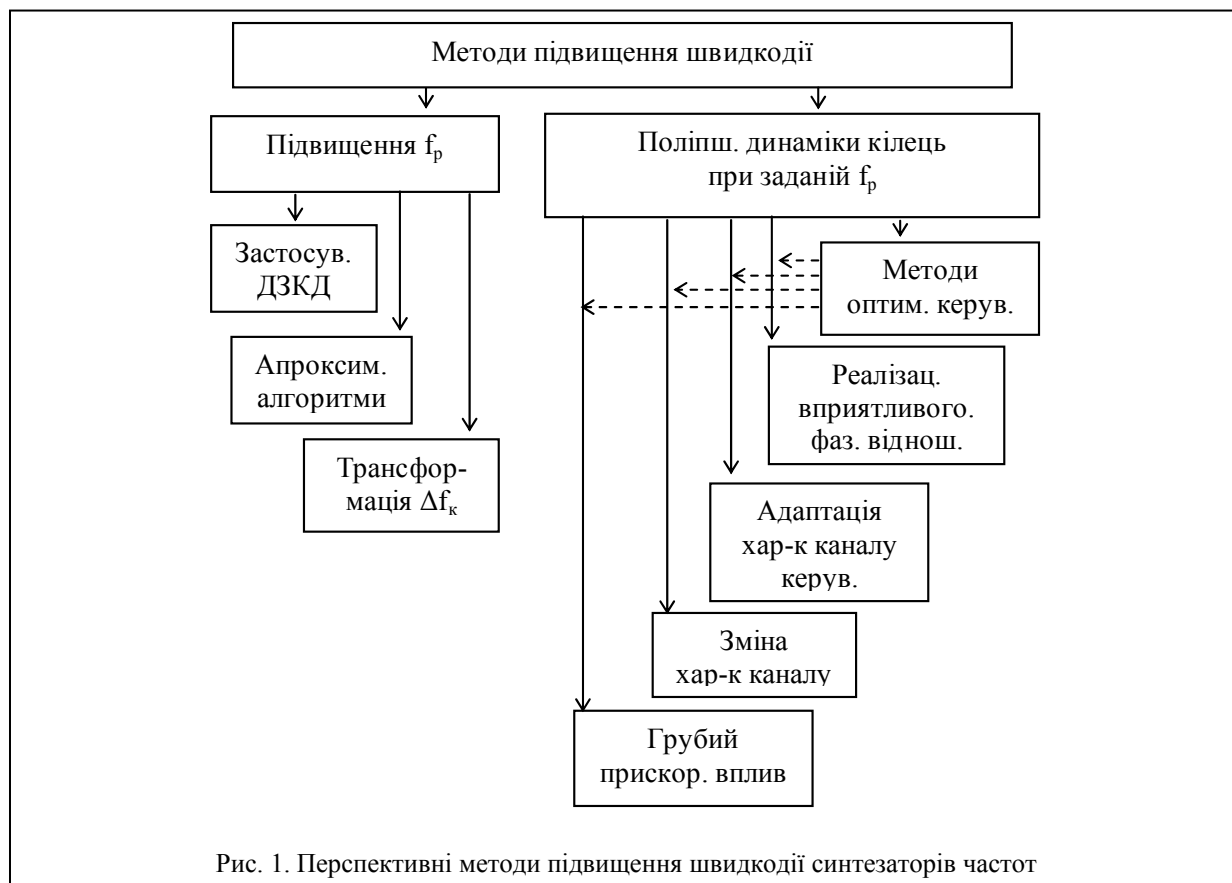 Методи підвищення швидкодії
Підвищення fр
Поліпш. динаміки кілець
при заданій fр
Застосув.
ДЗКД
Методи
оптим. керув.
Апроксим.
алгоритми
Реалізац.
вприятливого.
фаз. віднош.
Трансфор-
мація Δfк
Адаптація
хар-к каналу
керув.
Зміна
хар-к каналу
Грубий
прискор. вплив
Рис. 1. Перспективні методи підвищення швидкодії синтезаторів частот